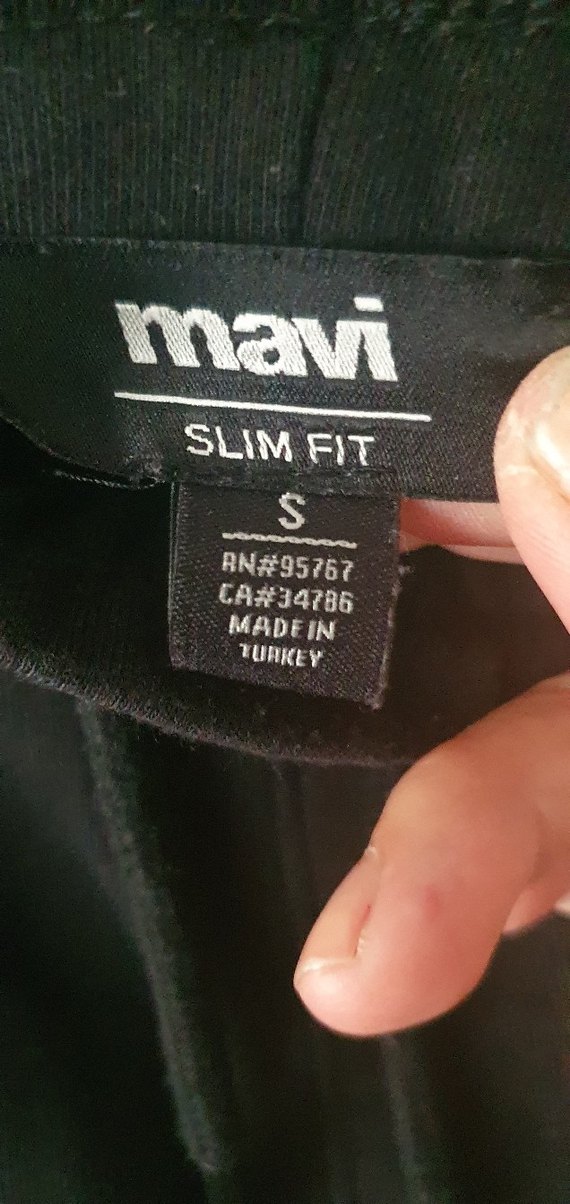 mavi
SLIM FIT
S
RN#95767
CA#34786
MADE IN
TURKEY